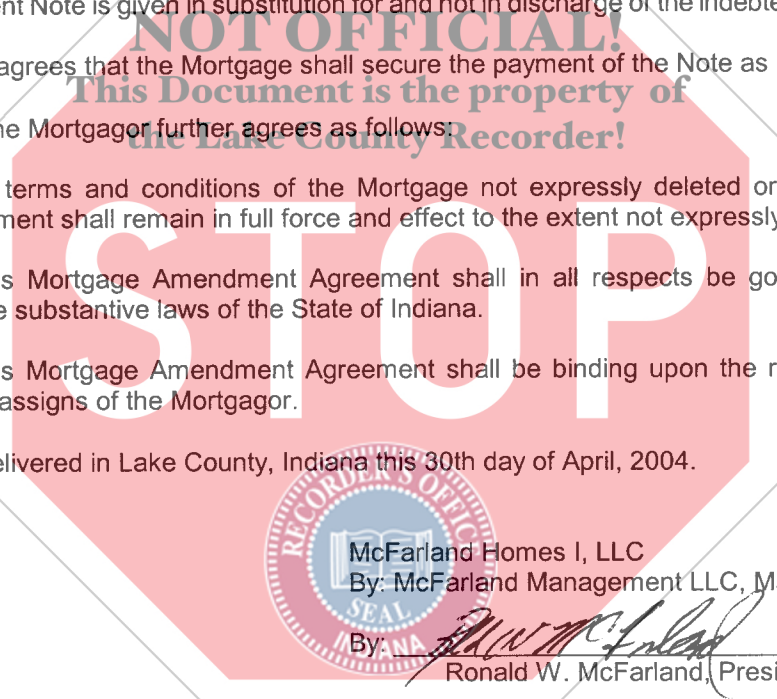 nt Note is given in substitution for and not in discharge of the indebte
NOT OFFICIAL!
agrees that the Mortgage shall secure the payment of the Note as
This Document is the property of
ne Mortgagor further agrees as follows:
the Lake County Recorder!
terms and conditions of the Mortgage not expressly deleted or
ment shall remain in full force and effect to the extent not expressly
STOP
s Mortgage Amendment Agreement shall in all respects be go
e substantive laws of the State of Indiana.
s Mortgage Amendment Agreement shall be binding upon the r
assigns of the Mortgagor.
elivered in Lake County, Indiana this 30th day of April, 2004.
RECORDER'S OFFICE
SEAL
INDIANA
McFarland Homes I, LLC
By: McFarland Management LLC, M
By:
Ronald W. McFarland, Presi